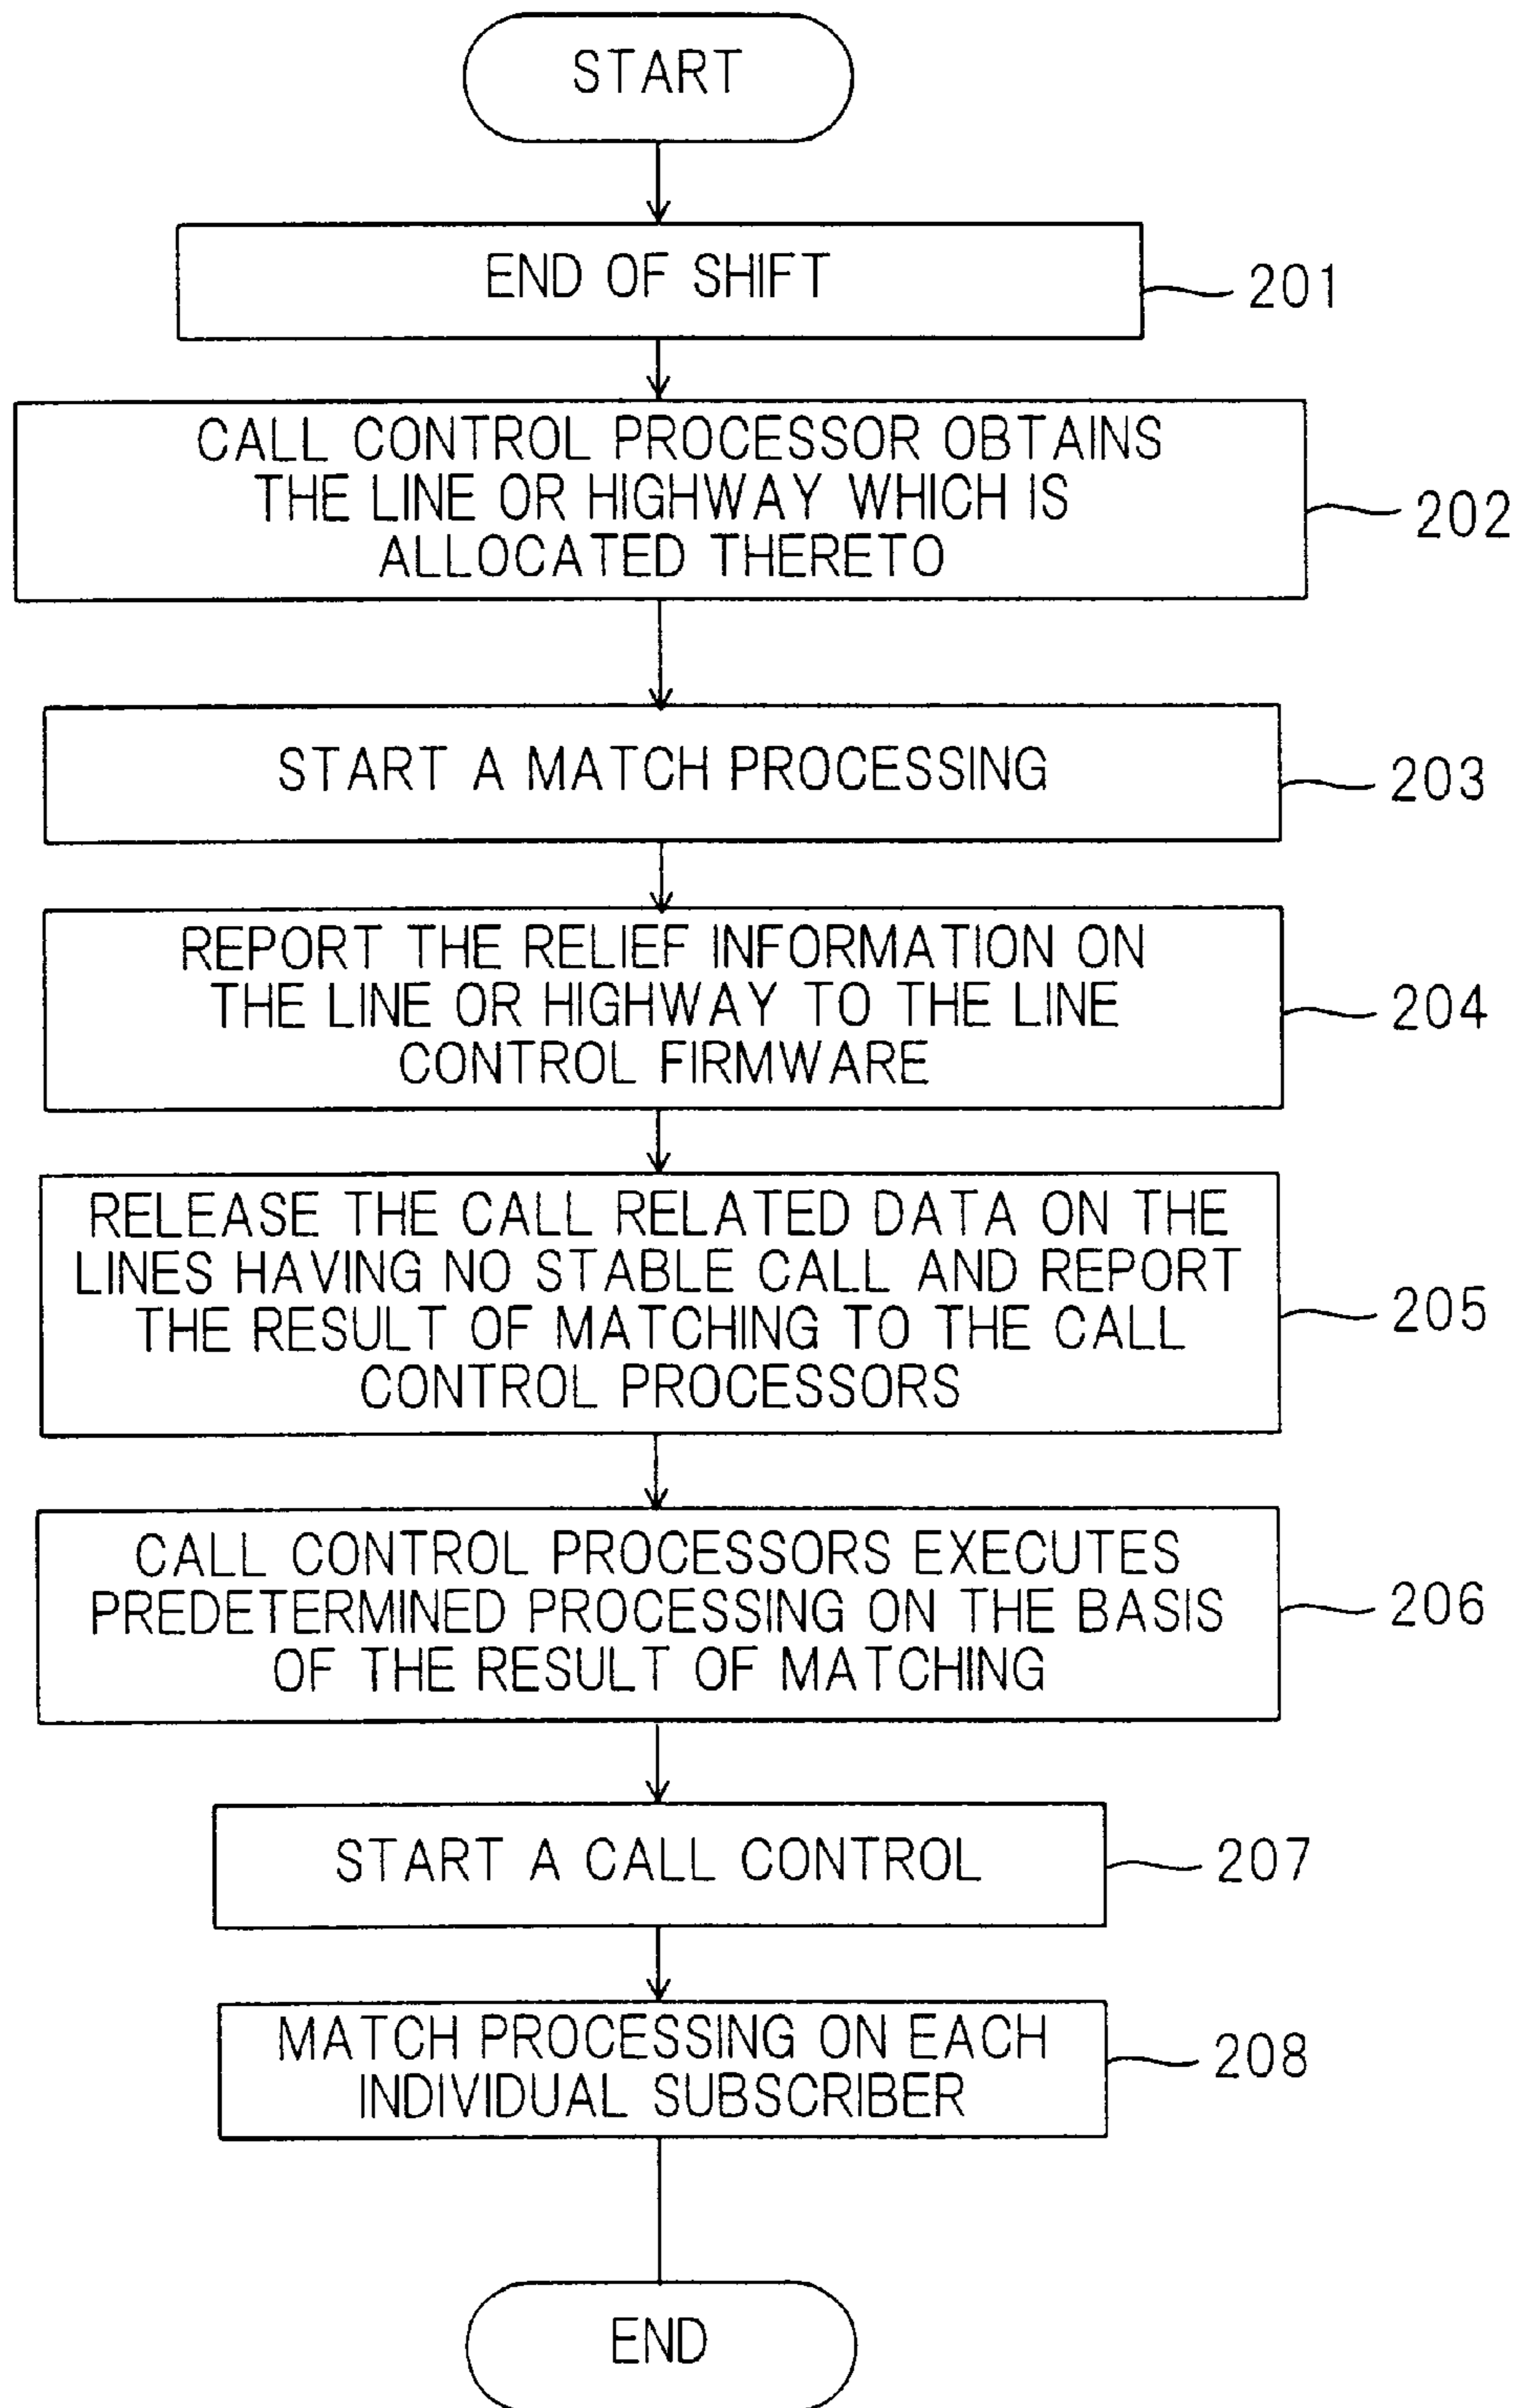 START
END OF SHIFT
201
CALL CONTROL PROCESSOR OBTAINS
THE LINE OR HIGHWAY WHICH IS
ALLOCATED THERETO
202
START A MATCH PROCESSING
203
REPORT THE RELIEF INFORMATION ON
THE LINE OR HIGHWAY TO THE LINE
CONTROL FIRMWARE
204
RELEASE THE CALL RELATED DATA ON THE
LINES HAVING NO STABLE CALL AND REPORT
THE RESULT OF MATCHING TO THE CALL
CONTROL PROCESSORS
205
CALL CONTROL PROCESSORS EXECUTES
PREDETERMINED PROCESSING ON THE BASIS
OF THE RESULT OF MATCHING
206
START A CALL CONTROL
207
MATCH PROCESSING ON EACH
INDIVIDUAL SUBSCRIBER
208
END